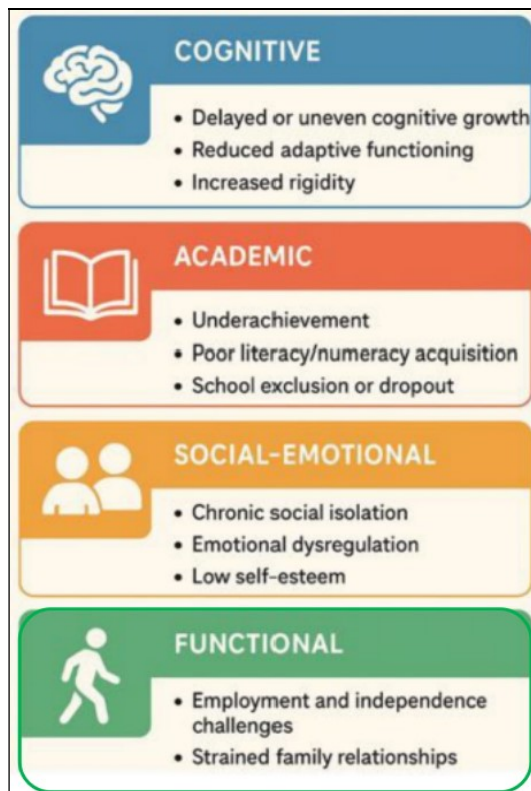 COGNITIVE
• Delayed or uneven cognitive growth
• Reduced adaptive functioning
• Increased rigidity
ACADEMIC
• Underachievement
• Poor literacy/numeracy acquisition
• School exclusion or dropout
SOCIAL-EMOTIONAL
• Chronic social isolation
• Emotional dysregulation
• Low self-esteem
FUNCTIONAL
• Employment and independence
challenges
• Strained family relationships